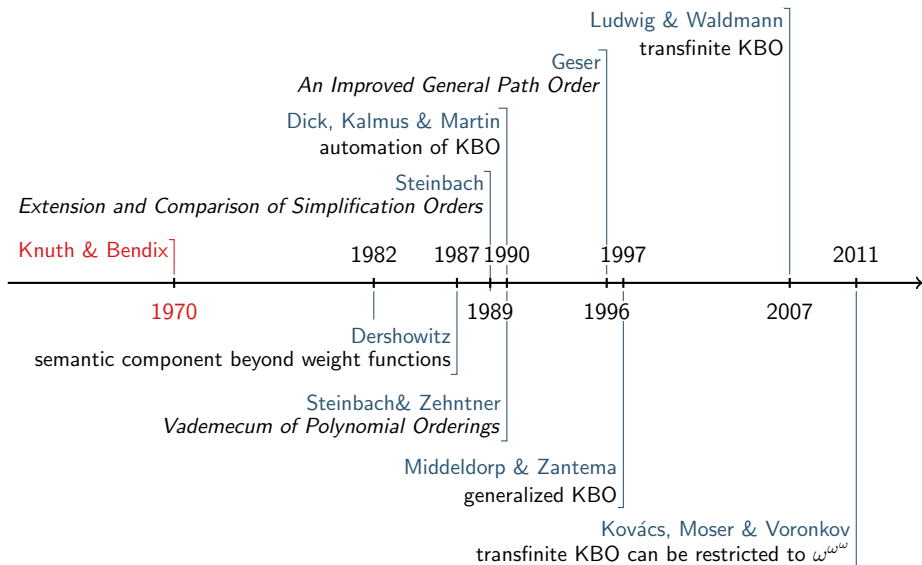 Ludwig & Waldmann
transfinite KBO
Geser
An Improved General Path Order
Dick, Kalmus & Martin
automation of KBO
Steinbach
Extension and Comparison of Simplification Orders
Knuth & Bendix
1982
1987
1990
1997
2011
1970
1989
1996
2007
Dershowitz
semantic component beyond weight functions
Steinbach& Zehntner
Vademecum of Polynomial Orderings
Middeldorp & Zantema
generalized KBO
Kovács, Moser & Voronkov
transfinite KBO can be restricted to ω^ω^ω